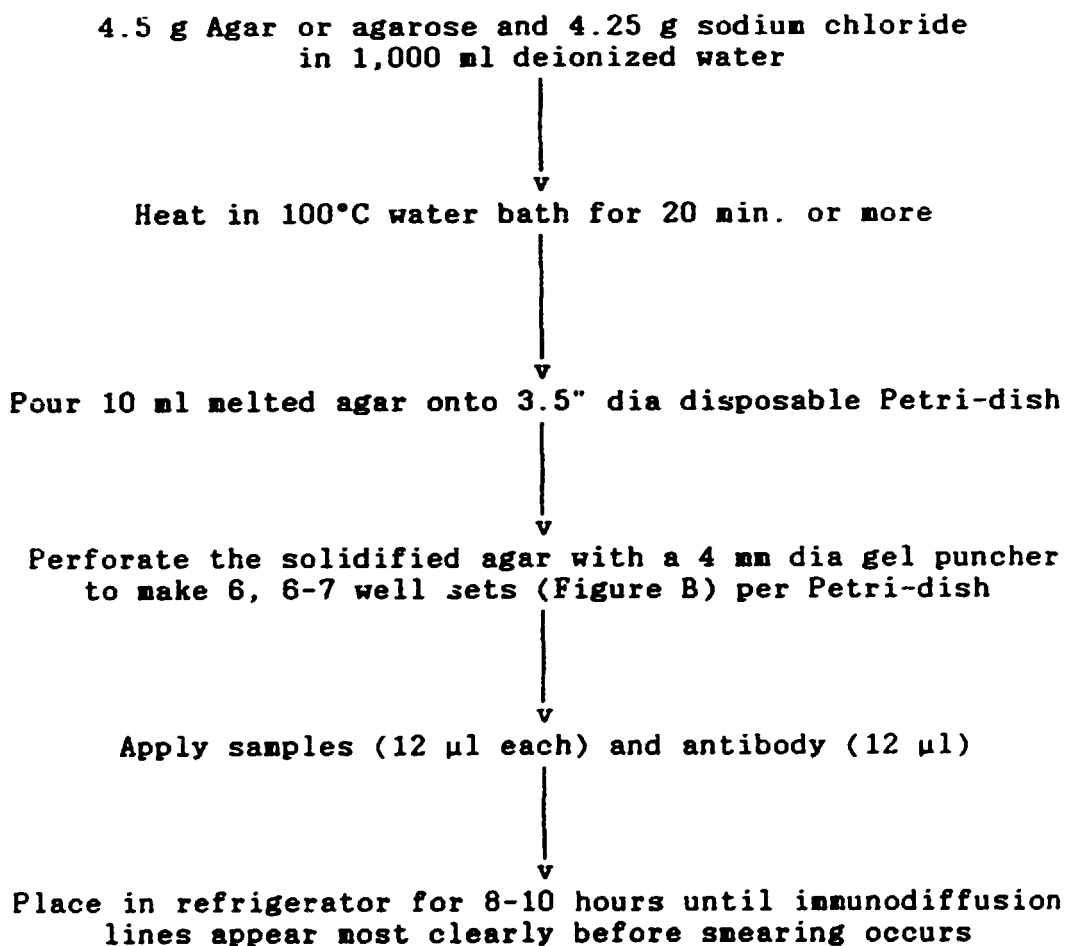 4.5 g Agar or agarose and 4.25 g sodium chloride
in 1,000 ml deionized water
Heat in 100°C water bath for 20 min. or more
Pour 10 ml melted agar onto 3.5" dia disposable Petri-dish
Perforate the solidified agar with a 4 mm dia gel puncher
to make 6, 6-7 well sets (Figure B) per Petri-dish
Apply samples (12 µl each) and antibody (12 µl)
Place in refrigerator for 8-10 hours until immunodiffusion
lines appear most clearly before smearing occurs